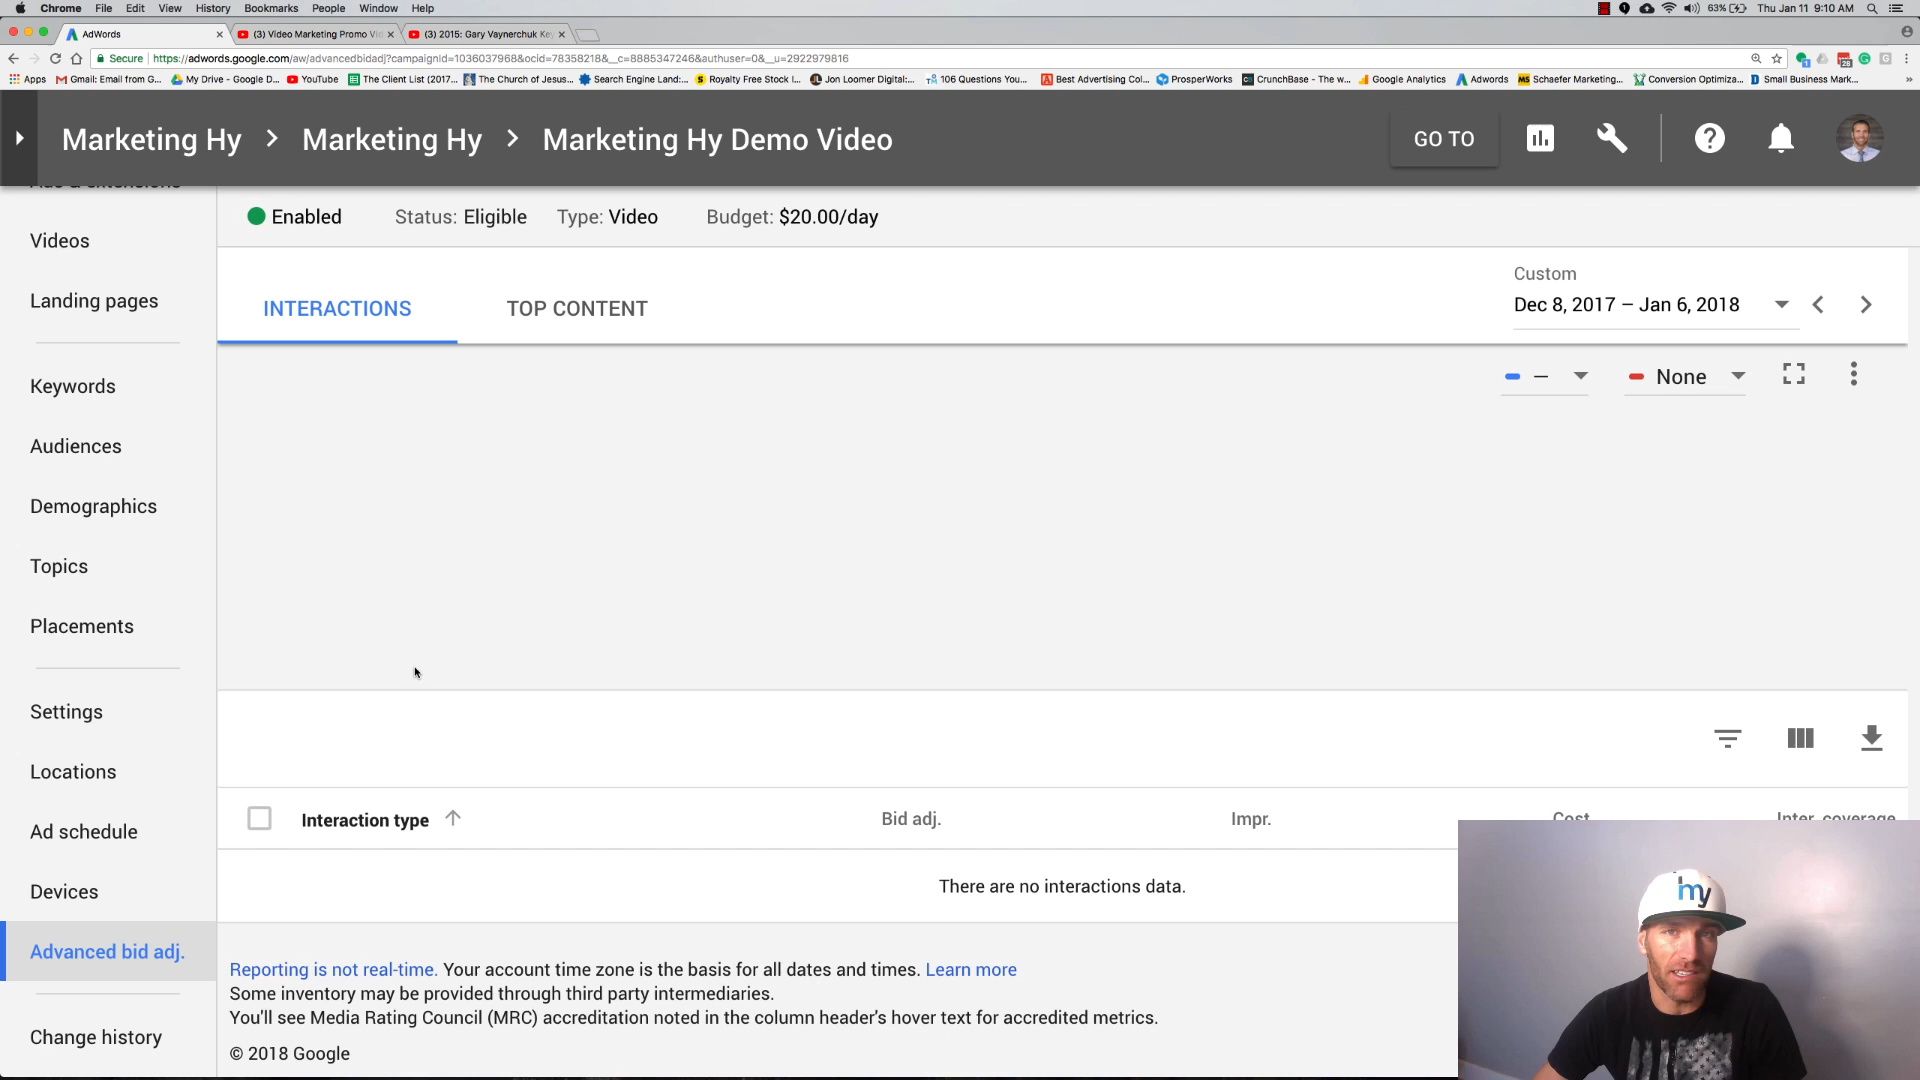 Chrome File Edit View History Bookmarks People Window Help
63% Thu Jan 11 9:10 AM
AdWords
(3) Video Marketing Promo Vi
(3) 2015: Gary Vaynerchuk Key
Secure https://adwords.google.com/aw/advancedbidadj?campaignId=1036037968&ocid=78358218&__c=8885347246&authuser=0&__u=2922979816
Apps Gmail: Email from G... My Drive - Google D... YouTube The Client List (2017... The Church of Jesus... Search Engine Land:... Royalty Free Stock I... Jon Loomer Digital:... 106 Questions You... Best Advertising Col... ProsperWorks CrunchBase - The w... Google Analytics Adwords Schaefer Marketing... Conversion Optimiza... Small Business Mark... »
Marketing Hy > Marketing Hy > Marketing Hy Demo Video
GO TO
Ads & extensions
Enabled Status: Eligible Type: Video Budget: $20.00/day
Videos
Landing pages
Keywords
Audiences
Demographics
Topics
Placements
Settings
Locations
Ad schedule
Devices
Advanced bid adj.
Change history
INTERACTIONS
TOP CONTENT
Custom
Dec 8, 2017 – Jan 6, 2018
— None
Interaction type Bid adj. Impr. Cost Inter. coverage
There are no interactions data.
Reporting is not real-time. Your account time zone is the basis for all dates and times. Learn more
Some inventory may be provided through third party intermediaries.
You'll see Media Rating Council (MRC) accreditation noted in the column header's hover text for accredited metrics.
© 2018 Google
my